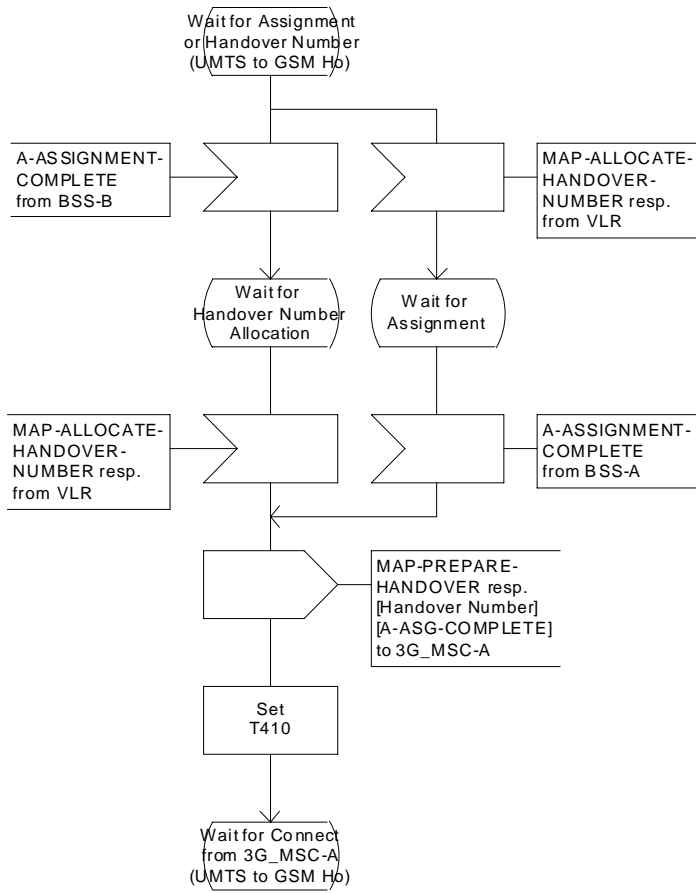 Wait for Assignment
or Handover Number
(UMTS to GSM Ho)
A-ASSIGNMENT-
COMPLETE
from BSS-B
MAP-ALLOCATE-
HANDOVER-
NUMBER resp.
from VLR
Wait for
Handover Number
Allocation
Wait for
Assignment
MAP-ALLOCATE-
HANDOVER-
NUMBER resp.
from VLR
A-ASSIGNMENT-
COMPLETE
from BSS-A
MAP-PREPARE-
HANDOVER resp.
[Handover Number]
[A-ASG-COMPLETE]
to 3G_MSC-A
Set
T410
Wait for Connect
from 3G_MSC-A
(UMTS to GSM Ho)